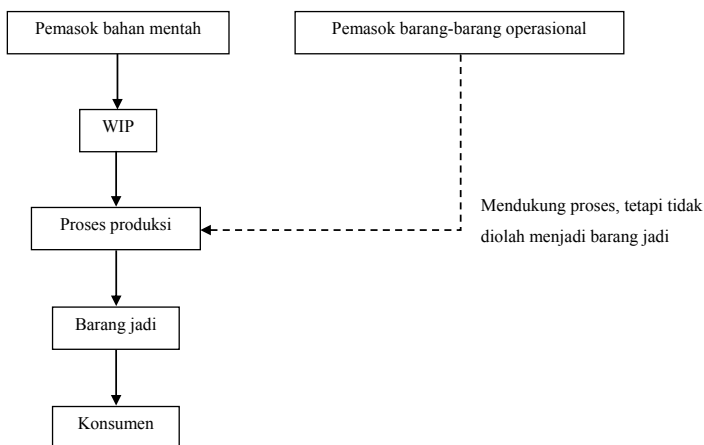 Pemasok bahan mentah
Pemasok barang-barang operasional
WIP
Proses produksi
Mendukung proses, tetapi tidak
diolah menjadi barang jadi
Barang jadi
Konsumen